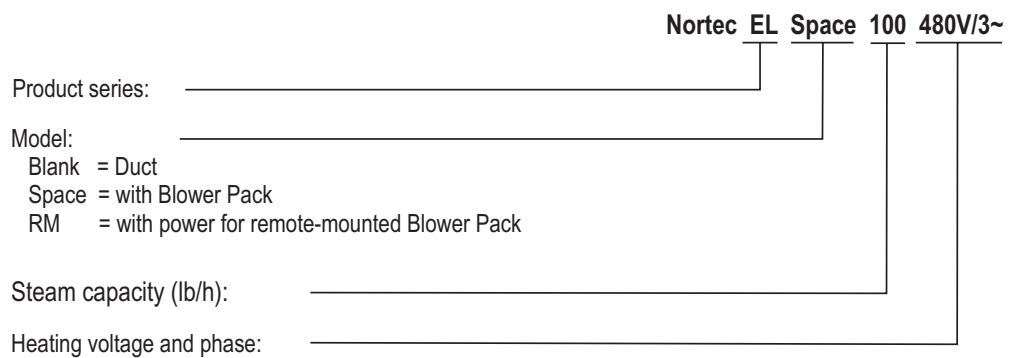 Nortec EL Space 100 480V/3~
Product series:
Model:
Blank = Duct
Space = with Blower Pack
RM = with power for remote-mounted Blower Pack
Steam capacity (lb/h):
Heating voltage and phase: